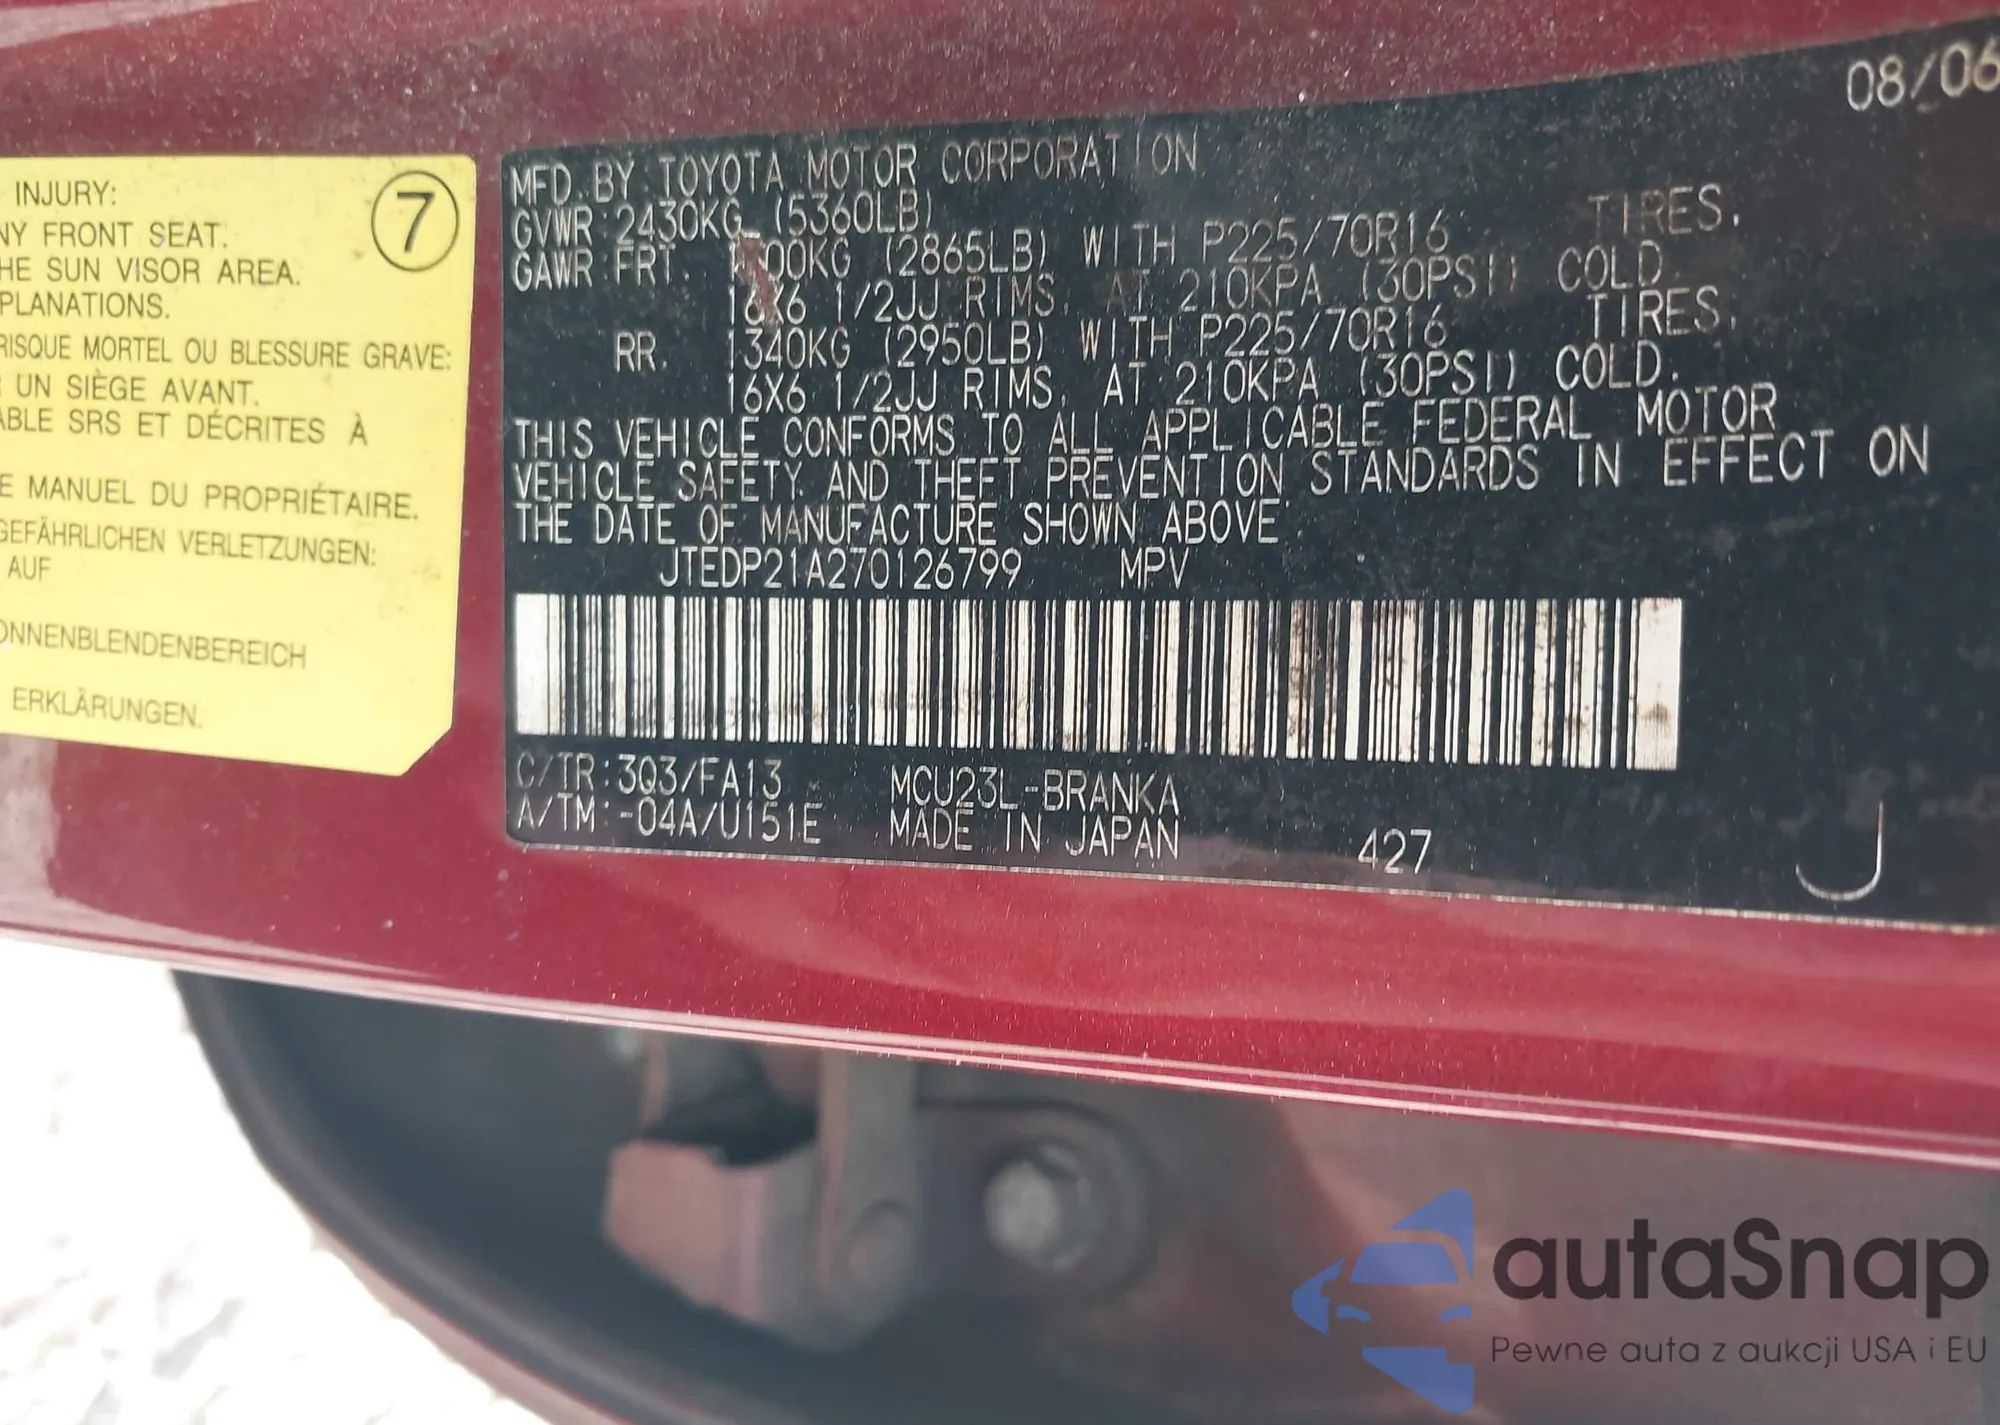 INJURY:
NY FRONT SEAT.
HE SUN VISOR AREA.
PLANATIONS.
RISQUE MORTEL OU BLESSURE GRAVE:
UN SIÈGE AVANT.
ABLE SRS ET DÉCRITES À
E MANUEL DU PROPRIÉTAIRE.
GEFÄHRLICHEN VERLETZUNGEN:
AUF
ONNENBLENDENBEREICH
ERKLÄRUNGEN.
7
08/06
MFD. BY TOYOTA MOTOR CORPORATION
GVWR:2430KG (5360LB)
GAWR:FRT. 00KG (2865LB) WITH P225/70R16 TIRES,
16X6 1/2JJ RIMS, AT 210KPA (30PSI) COLD.
RR. 1340KG (2950LB) WITH P225/70R16 TIRES,
16X6 1/2JJ RIMS, AT 210KPA (30PSI) COLD.
THIS VEHICLE CONFORMS TO ALL APPLICABLE FEDERAL MOTOR
VEHICLE SAFETY AND THEFT PREVENTION STANDARDS IN EFFECT ON
THE DATE OF MANUFACTURE SHOWN ABOVE.
JTEDP21A270126799 MPV
C/TR:3Q3/FA13 MCU23L-BRANKA
A/TM:-04A/U151E MADE IN JAPAN 427
J
autaSnap
Pewne auta z aukcji USA i EU